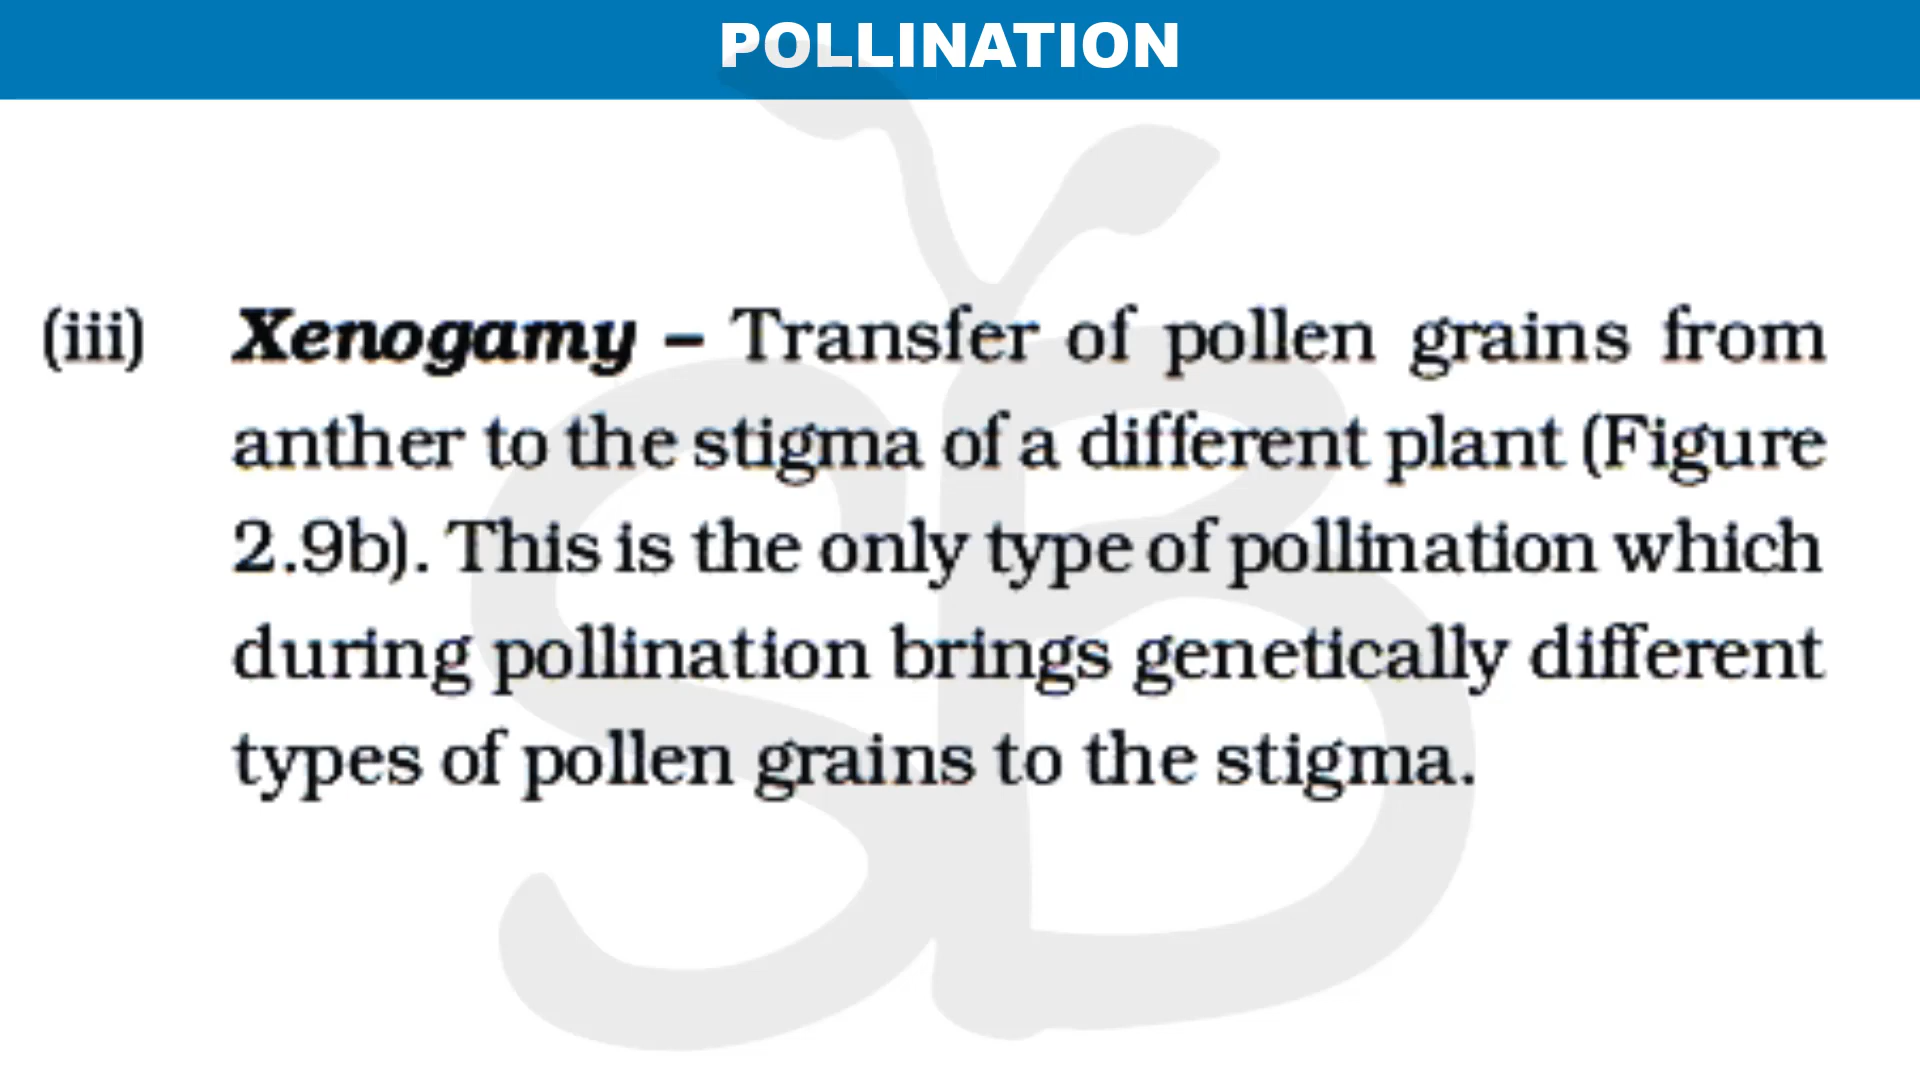 POLLINATION
(iii) Xenogamy – Transfer of pollen grains from
anther to the stigma of a different plant (Figure
2.9b). This is the only type of pollination which
during pollination brings genetically different
types of pollen grains to the stigma.
SB